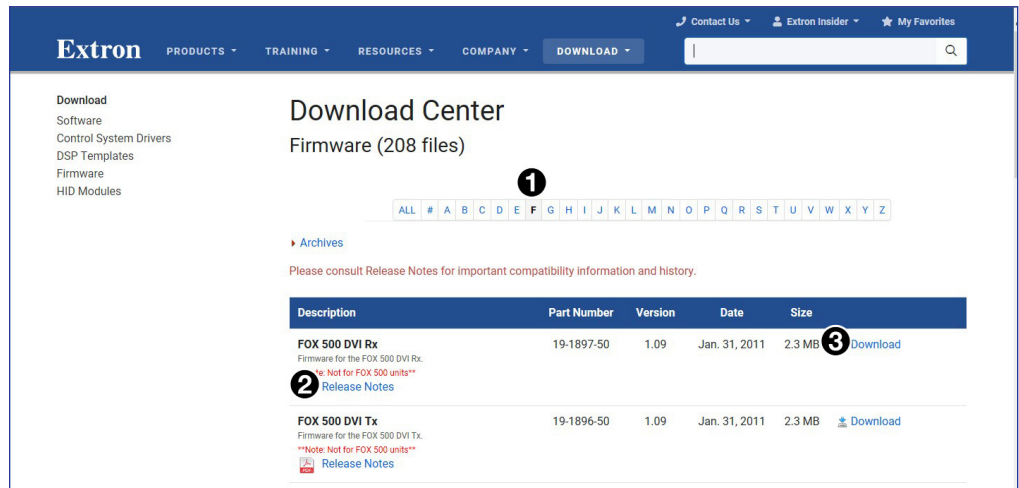 Contact Us Extron Insider My Favorites
Extron PRODUCTS TRAINING RESOURCES COMPANY DOWNLOAD
Download
Software
Control System Drivers
DSP Templates
Firmware
HID Modules
Download Center
Firmware (208 files)
1
ALL # A B C D E F G H I J K L M N O P Q R S T U V W X Y Z
Archives
Please consult Release Notes for important compatibility information and history.
Description Part Number Version Date Size
FOX 500 DVI Rx 19-1897-50 1.09 Jan. 31, 2011 2.3 MB 3 Download
Firmware for the FOX 500 DVI Rx.
te: Not for FOX 500 units**
2 Release Notes
FOX 500 DVI Tx 19-1896-50 1.09 Jan. 31, 2011 2.3 MB Download
Firmware for the FOX 500 DVI Tx.
**Note: Not for FOX 500 units**
PDF Release Notes